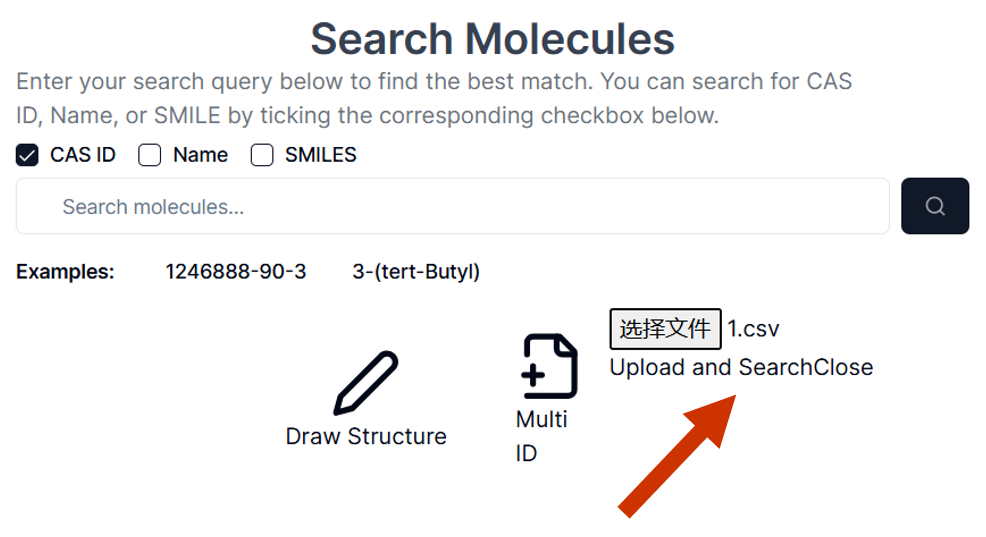 Search Molecules
Enter your search query below to find the best match. You can search for CAS
ID, Name, or SMILE by ticking the corresponding checkbox below.
CAS ID Name SMILES
Search molecules...
Examples: 1246888-90-3 3-(tert-Butyl)
选择文件 1.csv
Upload and SearchClose
Draw Structure
Multi
ID